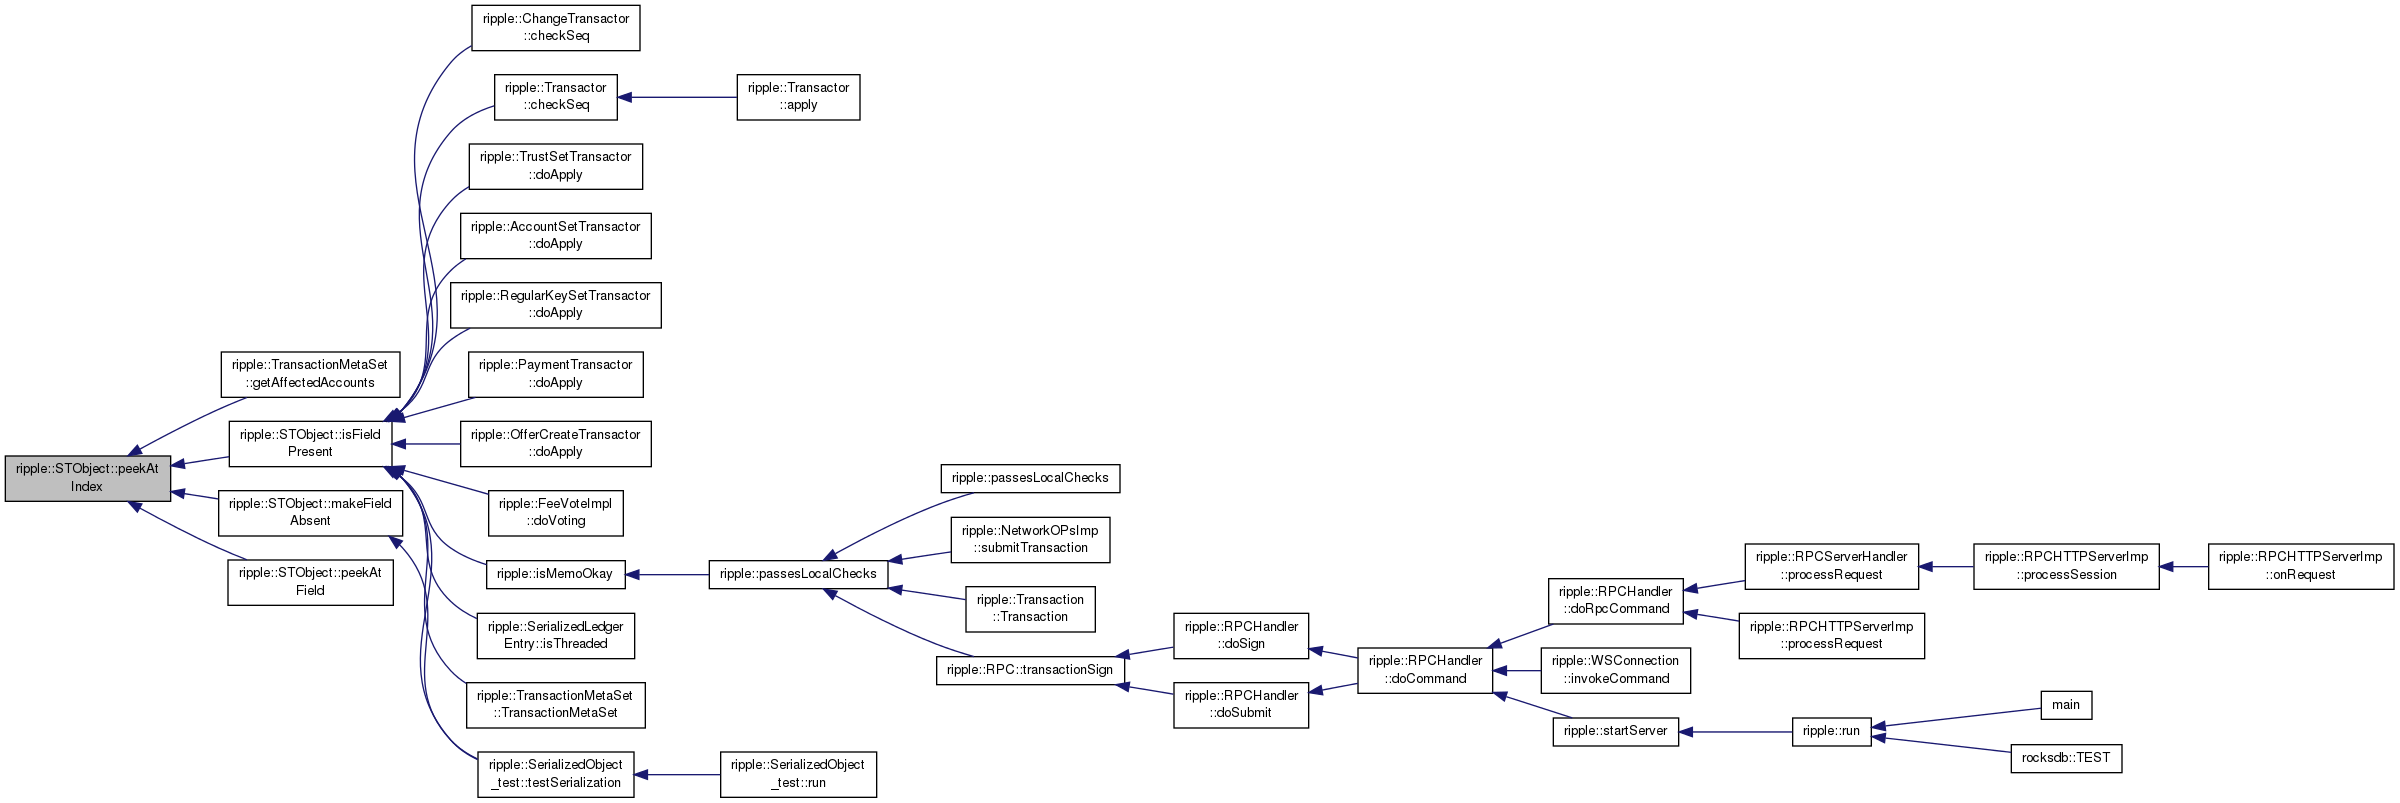 ripple::ChangeTransactor
::checkSeq
ripple::Transactor
::checkSeq
ripple::Transactor
::apply
ripple::TrustSetTransactor
::doApply
ripple::AccountSetTransactor
::doApply
ripple::RegularKeySetTransactor
::doApply
ripple::TransactionMetaSet
::getAffectedAccounts
ripple::PaymentTransactor
::doApply
ripple::STObject::isField
Present
ripple::OfferCreateTransactor
::doApply
ripple::STObject::peekAt
Index
ripple::STObject::makeField
Absent
ripple::FeeVoteImpl
::doVoting
ripple::STObject::peekAt
Field
ripple::isMemoOkay
ripple::passesLocalChecks
ripple::passesLocalChecks
ripple::NetworkOPsImp
::submitTransaction
ripple::Transaction
::Transaction
ripple::RPC::transactionSign
ripple::RPCHandler
::doSign
ripple::RPCHandler
::doSubmit
ripple::RPCHandler
::doCommand
ripple::RPCHandler
::doRpcCommand
ripple::RPCServerHandler
::processRequest
ripple::RPCHTTPServerImp
::processSession
ripple::RPCHTTPServerImp
::onRequest
ripple::RPCHTTPServerImp
::processRequest
ripple::WSConnection
::invokeCommand
ripple::startServer
ripple::run
main
rocksdb::TEST
ripple::SerializedLedger
Entry::isThreaded
ripple::TransactionMetaSet
::TransactionMetaSet
ripple::SerializedObject
_test::testSerialization
ripple::SerializedObject
_test::run